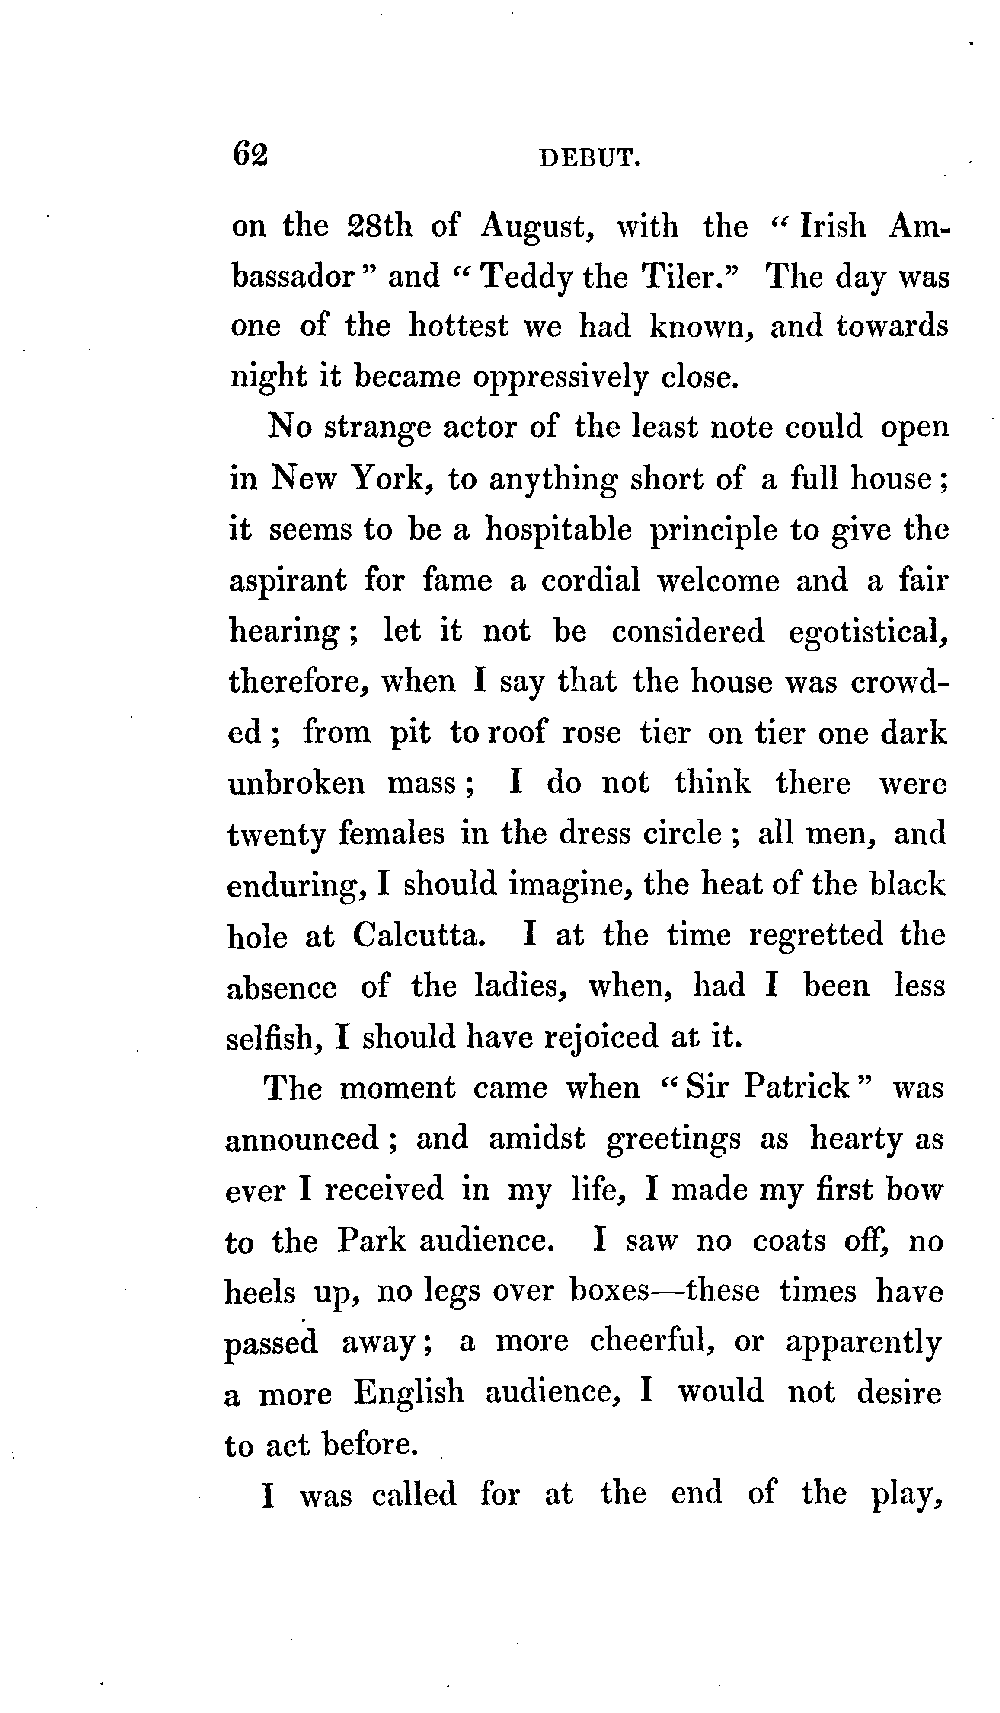 62 DEBUT.
on the 28th of August, with the “ Irish Am-
bassador ” and “ Teddy the Tiler.” The day was
one of the hottest we had known, and towards
night it became oppressively close.
No strange actor of the least note could open
in New York, to anything short of a full house ;
it seems to be a hospitable principle to give the
aspirant for fame a cordial welcome and a fair
hearing ; let it not be considered egotistical,
therefore, when I say that the house was crowd-
ed ; from pit to roof rose tier on tier one dark
unbroken mass ; I do not think there were
twenty females in the dress circle ; all men, and
enduring, I should imagine, the heat of the black
hole at Calcutta. I at the time regretted the
absence of the ladies, when, had I been less
selfish, I should have rejoiced at it.
The moment came when “ Sir Patrick ” was
announced ; and amidst greetings as hearty as
ever I received in my life, I made my first bow
to the Park audience. I saw no coats off, no
heels up, no legs over boxes—these times have
passed away ; a more cheerful, or apparently
a more English audience, I would not desire
to act before.
I was called for at the end of the play,